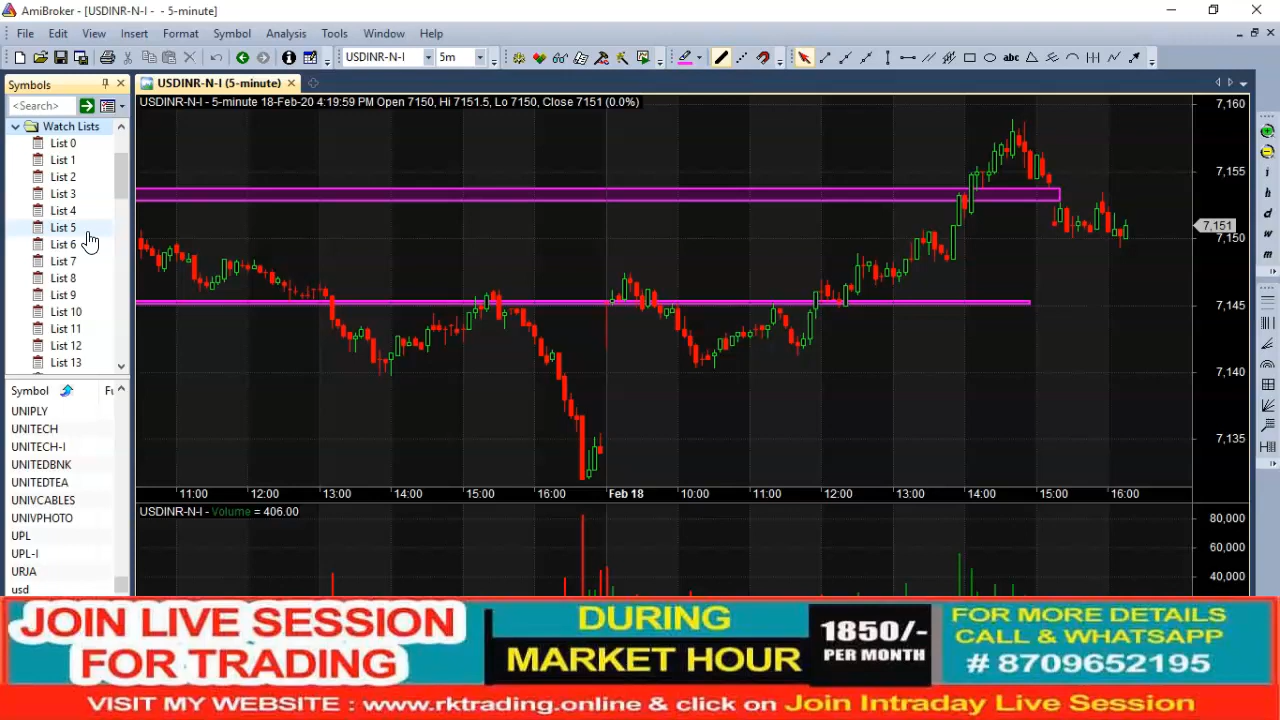 AmiBroker - [USDINR-N-I - - 5-minute]
File Edit View Insert Format Symbol Analysis Tools Window Help
USDINR-N-I 5m
abc
Symbols
USDINR-N-I (5-minute)
<Search>
USDINR-N-I - 5-minute 18-Feb-20 4:19:59 PM Open 7150, Hi 7151.5, Lo 7150, Close 7151 (0.0%)
Watch Lists
List 0
List 1
List 2
List 3
List 4
List 5
List 6
List 7
List 8
List 9
List 10
List 11
List 12
List 13
Symbol Fu
UNIPLY
UNITECH
UNITECH-I
UNITEDBNK
UNITEDTEA
UNIVCABLES
UNIVPHOTO
UPL
UPL-I
URJA
usd
7,160
7,155
7,151
7,150
7,145
7,140
7,135
11:00 12:00 13:00 14:00 15:00 16:00 Feb 18 10:00 11:00 12:00 13:00 14:00 15:00 16:00
USDINR-N-I - Volume = 406.00
80,000
60,000
40,000
i
h
d
w
m
JOIN LIVE SESSION
FOR TRADING
DURING
MARKET HOUR
1850/-
PER MONTH
FOR MORE DETAILS
CALL & WHATSAPP
# 8709652195
VISIT MY WEBSITE : www.rktrading.online & click on Join Intraday Live Session